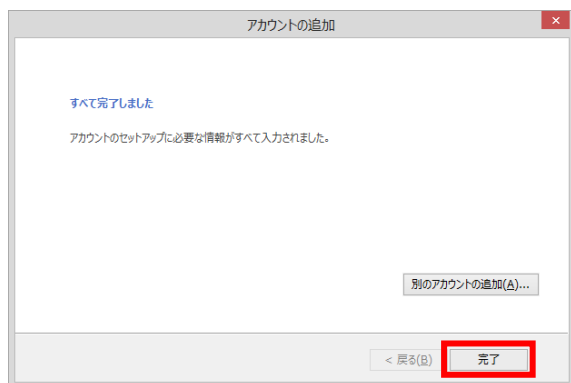 アカウントの追加
すべて完了しました
アカウントのセットアップに必要な情報がすべて入力されました。
別のアカウントの追加(A)...
< 戻る(B)
完了